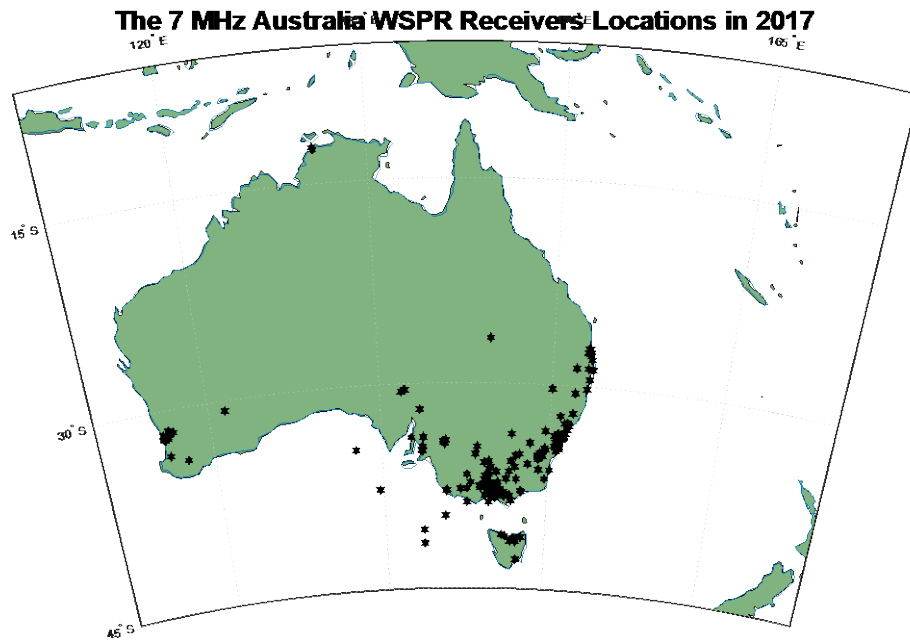 The 7 MHz Australia WSPR Receivers Locations in 2017
120° E
165° E
15° S
30° S
45° S